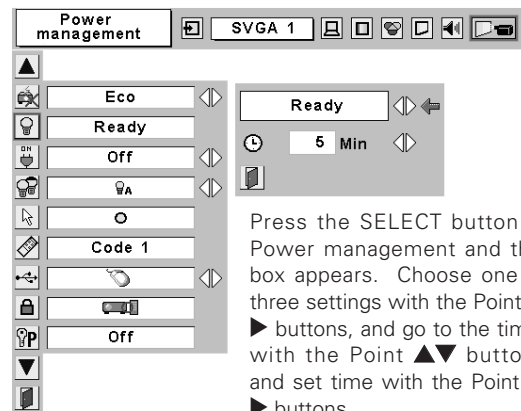 Power
management
SVGA 1
Eco
Ready
ON
Off
A
Code 1
P
Off
Ready
5 Min
Press the SELECT button
Power management and th
box appears. Choose one
three settings with the Point
▶ buttons, and go to the tim
with the Point ▲▼ butto
and set time with the Point
▶ buttons.